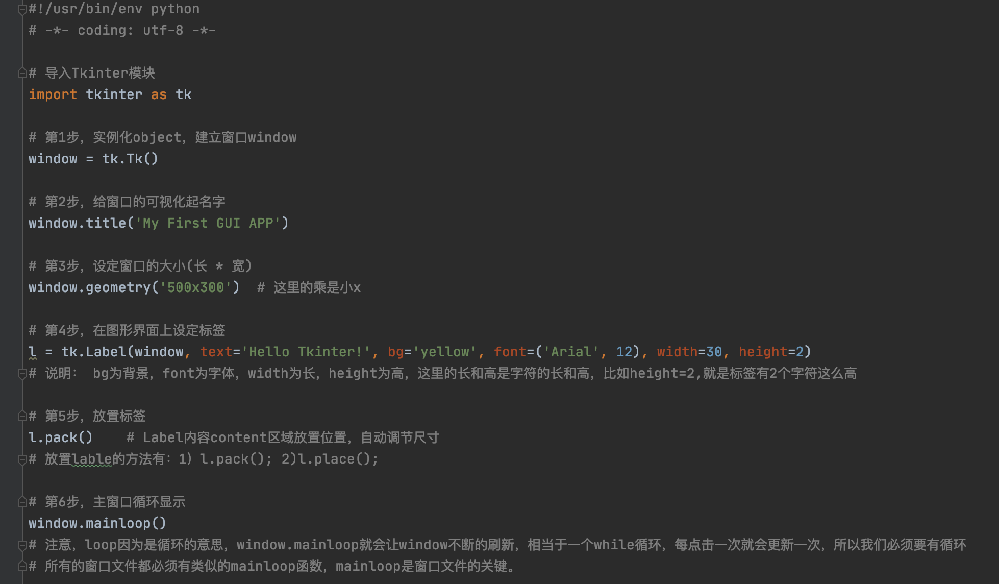 #!/usr/bin/env python
# -*- coding: utf-8 -*-
# 导入Tkinter模块
import tkinter as tk
# 第1步，实例化object，建立窗口window
window = tk.Tk()
# 第2步，给窗口的可视化起名字
window.title('My First GUI APP')
# 第3步，设定窗口的大小(长 * 宽)
window.geometry('500x300')  # 这里的乘是小x
# 第4步，在图形界面上设定标签
l = tk.Label(window, text='Hello Tkinter!', bg='yellow', font=('Arial', 12), width=30, height=2)
# 说明： bg为背景，font为字体，width为长，height为高，这里的长和高是字符的长和高，比如height=2,就是标签有2个字符这么高
# 第5步，放置标签
l.pack()    # Label内容content区域放置位置，自动调节尺寸
# 放置lable的方法有：1）l.pack(); 2)l.place();
# 第6步，主窗口循环显示
window.mainloop()
# 注意，loop因为是循环的意思，window.mainloop就会让window不断的刷新，相当于一个while循环，每点击一次就会更新一次，所以我们必须要有循环
# 所有的窗口文件都必须有类似的mainloop函数，mainloop是窗口文件的关键。